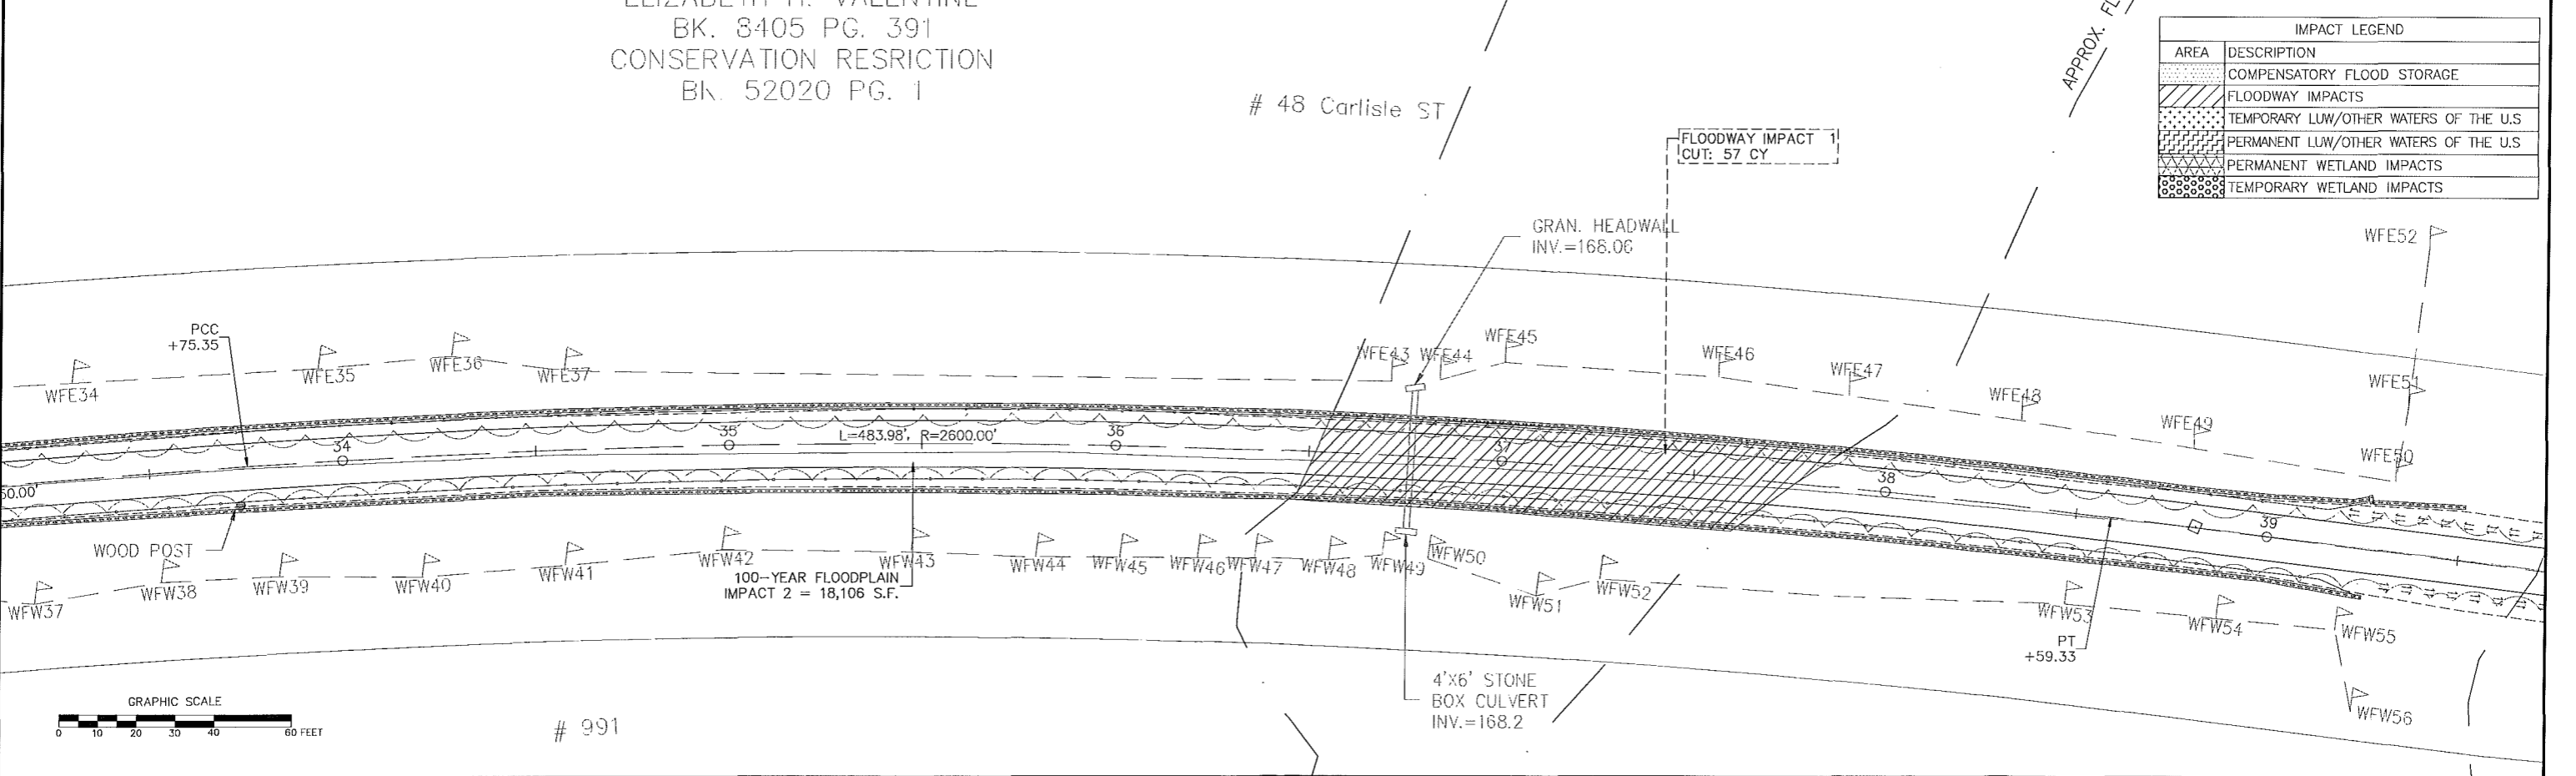 ELIZABETH H. VALENTINE
BK. 8405 PG. 391
CONSERVATION RESRICTION
BK. 52020 PG. 1
# 48 Carlisle ST
APPROX. FL
IMPACT LEGEND
AREA DESCRIPTION
COMPENSATORY FLOOD STORAGE
FLOODWAY IMPACTS
TEMPORARY LUW/OTHER WATERS OF THE U.S
PERMANENT LUW/OTHER WATERS OF THE U.S
PERMANENT WETLAND IMPACTS
TEMPORARY WETLAND IMPACTS
FLOODWAY IMPACT 1
CUT: 57 CY
GRAN. HEADWALL
INV.=168.06
WFE52
PCC
+75.35
WFE34
WFE35
WFE36
WFE37
WFE43
WFE44
WFE45
WFE46
WFE47
WFE48
WFE49
WFE50
WFE51
34
35
L=483.98', R=2600.00'
36
37
38
39
50.00'
WOOD POST
WFW37
WFW38
WFW39
WFW40
WFW41
WFW42
WFW43
WFW44
WFW45
WFW46
WFW47
WFW48
WFW49
WFW50
WFW51
WFW52
WFW53
WFW54
WFW55
WFW56
100-YEAR FLOODPLAIN
IMPACT 2 = 18,106 S.F.
PT
+59.33
4'X6' STONE
BOX CULVERT
INV.=168.2
GRAPHIC SCALE
0 10 20 30 40 60 FEET
# 991